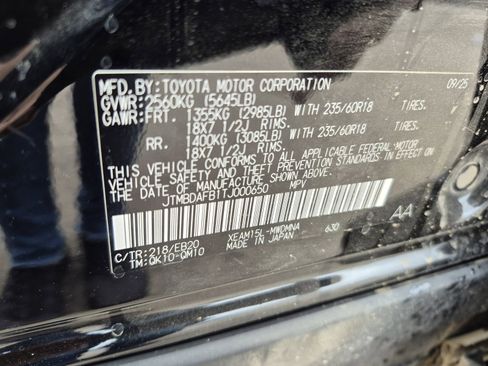 MFD. BY: TOYOTA MOTOR CORPORATION 09/25
GVWR: 2560KG (5645LB)
GAWR: FRT. 1355KG (2985LB) WITH 235/60R18 TIRES. V
18X7 1/2J RIMS.
RR. 1400KG (3085LB) WITH 235/60R18 TIRES.
18X7 1/2J RIMS.
THIS VEHICLE CONFORMS TO ALL APPLICABLE FEDERAL MOTOR
VEHICLE SAFETY AND THEFT PREVENTION STANDARDS IN EFFECT
ON THE DATE OF MANUFACTURE SHOWN ABOVE.
JTMBDAFB1TJ000650 MPV
C/TR: 218/EB20 XEAM15L-MWDMNA 630 AA
TM: QK10-QM10 MADE IN JAPAN